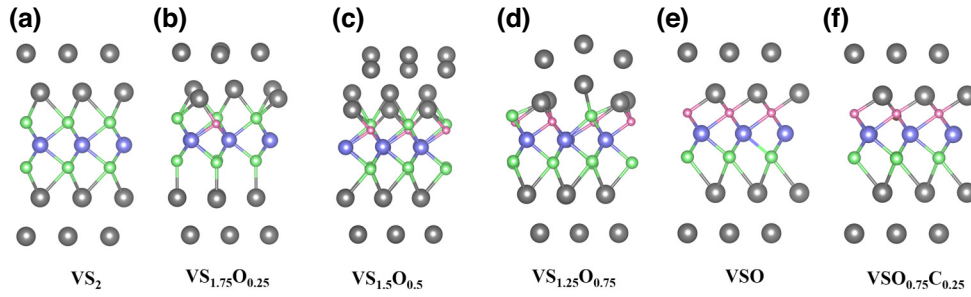 (a) (b) (c) (d) (e) (f)
VS₂ VS₁.₇₅O₀.₂₅ VS₁.₅O₀.₅ VS₁.₂₅O₀.₇₅ VSO VSO₀.₇₅C₀.₂₅